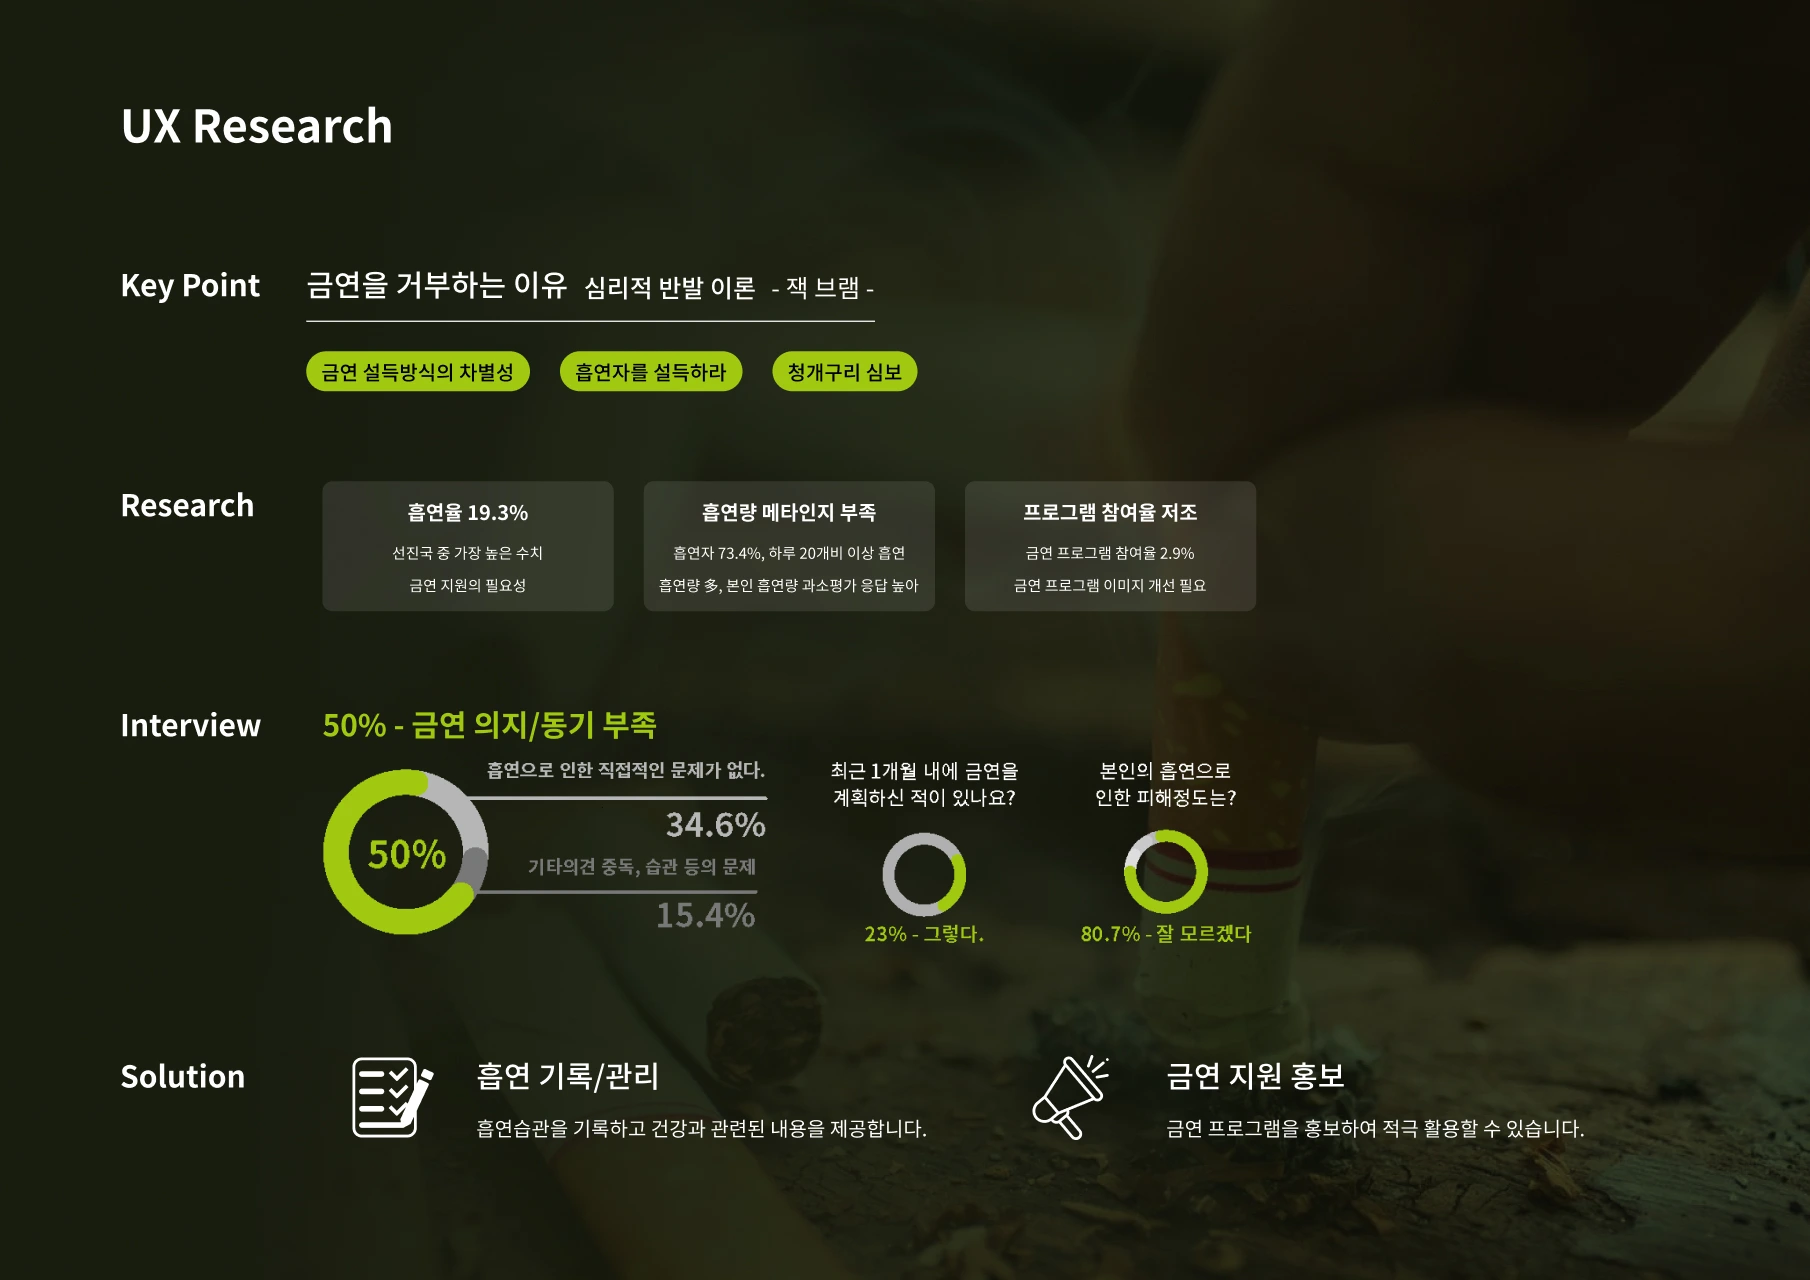 UX Research
Key Point
금연을 거부하는 이유 심리적 반발 이론 - 잭 브램 -
금연 설득방식의 차별성
흡연자를 설득하라
청개구리 심보
Research
흡연율 19.3%
선진국 중 가장 높은 수치
금연 지원의 필요성
흡연량 메타인지 부족
흡연자 73.4%, 하루 20개비 이상 흡연
흡연량 多, 본인 흡연량 과소평가 응답 높아
프로그램 참여율 저조
금연 프로그램 참여율 2.9%
금연 프로그램 이미지 개선 필요
Interview
50% - 금연 의지/동기 부족
50%
흡연으로 인한 직접적인 문제가 없다.
34.6%
기타의견 중독, 습관 등의 문제
15.4%
최근 1개월 내에 금연을
계획하신 적이 있나요?
23% - 그렇다.
본인의 흡연으로
인한 피해정도는?
80.7% - 잘 모르겠다
Solution
흡연 기록/관리
흡연습관을 기록하고 건강과 관련된 내용을 제공합니다.
금연 지원 홍보
금연 프로그램을 홍보하여 적극 활용할 수 있습니다.